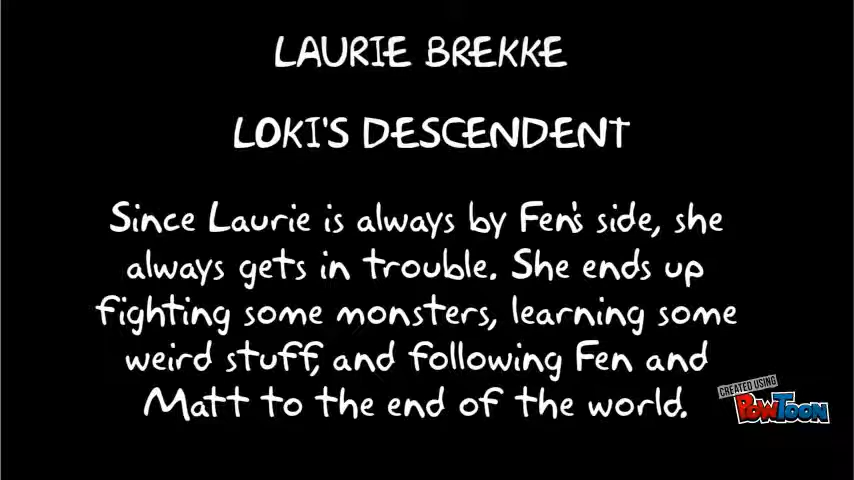 LAURIE BREKKE
LOKI'S DESCENDENT
Since Laurie is always by Fen's side, she
always gets in trouble. She ends up
fighting some monsters, learning some
weird stuff, and following Fen and
Matt to the end of the world.
CREATED USING
POWTOON